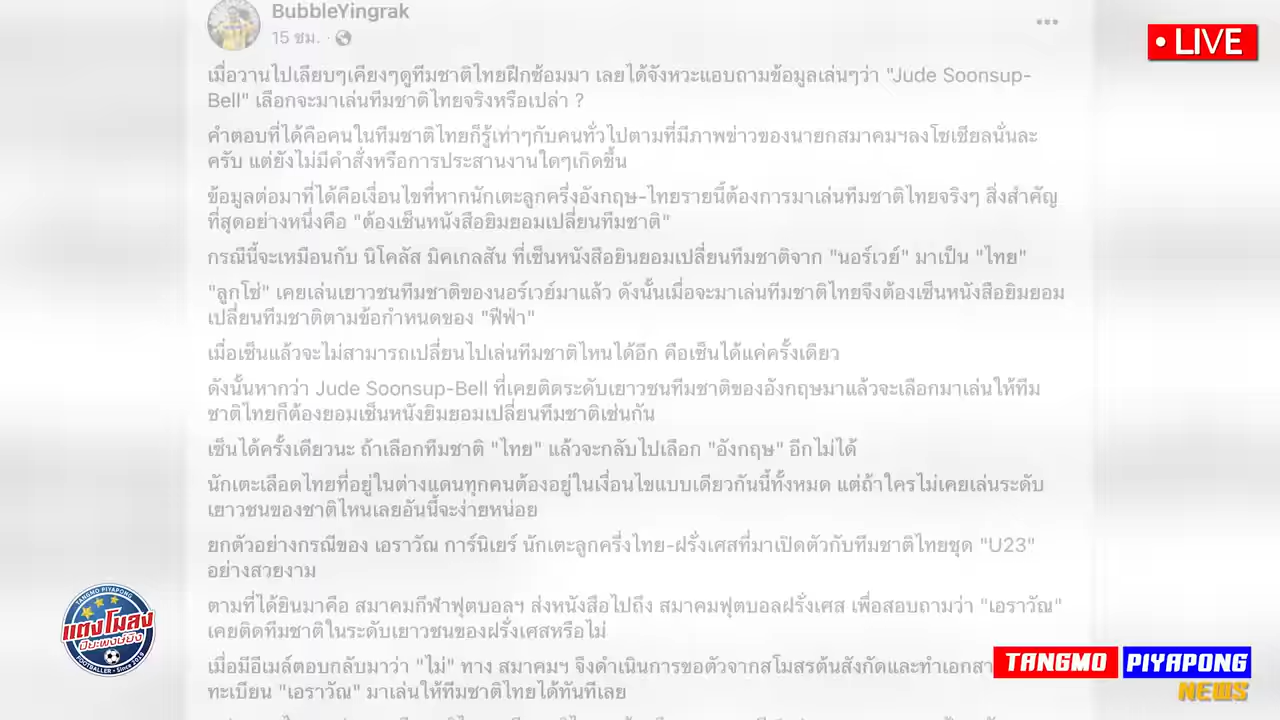 BubbleYingrak
15 ชม. ·
• LIVE
เมื่อวานไปเลียบๆเคียงๆดูทีมชาติไทยฝึกซ้อมมา เลยได้จังหวะแอบถามข้อมูลเล่นๆว่า "Jude Soonsup-
Bell" เลือกจะมาเล่นทีมชาติไทยจริงหรือเปล่า ?
คำตอบที่ได้คือคนในทีมชาติไทยก็รู้เท่าๆกับคนทั่วไปตามที่มีภาพข่าวของนายกสมาคมฯลงโซเชียลนั่นละ
ครับ แต่ยังไม่มีคำสั่งหรือการประสานงานใดๆเกิดขึ้น
ข้อมูลต่อมาที่ได้คือเงื่อนไขที่หากนักเตะลูกครึ่งอังกฤษ-ไทยรายนี้ต้องการมาเล่นทีมชาติไทยจริงๆ สิ่งสำคัญ
ที่สุดอย่างหนึ่งคือ "ต้องเซ็นหนังสือยิมยอมเปลี่ยนทีมชาติ"
กรณีนี้จะเหมือนกับ นิโคลัส มิคเกลสัน ที่เซ็นหนังสือยินยอมเปลี่ยนทีมชาติจาก "นอร์เวย์" มาเป็น "ไทย"
"ลูกโซ่" เคยเล่นเยาวชนทีมชาติของนอร์เวย์มาแล้ว ดังนั้นเมื่อจะมาเล่นทีมชาติไทยจึงต้องเซ็นหนังสือยิมยอม
เปลี่ยนทีมชาติตามข้อกำหนดของ "ฟีฟ่า"
เมื่อเซ็นแล้วจะไม่สามารถเปลี่ยนไปเล่นทีมชาติไหนได้อีก คือเซ็นได้แค่ครั้งเดียว
ดังนั้นหากว่า Jude Soonsup-Bell ที่เคยติดระดับเยาวชนทีมชาติของอังกฤษมาแล้วจะเลือกมาเล่นให้ทีม
ชาติไทยก็ต้องยอมเซ็นหนังยิมยอมเปลี่ยนทีมชาติเช่นกัน
เซ็นได้ครั้งเดียวนะ ถ้าเลือกทีมชาติ "ไทย" แล้วจะกลับไปเลือก "อังกฤษ" อีกไม่ได้
นักเตะเลือดไทยที่อยู่ในต่างแดนทุกคนต้องอยู่ในเงื่อนไขแบบเดียวกันนี้ทั้งหมด แต่ถ้าใครไม่เคยเล่นระดับ
เยาวชนของชาติไหนเลยอันนี้จะง่ายหน่อย
ยกตัวอย่างกรณีของ เอราวัณ การ์นิเยร์ นักเตะลูกครึ่งไทย-ฝรั่งเศสที่มาเปิดตัวกับทีมชาติไทยชุด "U23"
อย่างสวยงาม
ตามที่ได้ยินมาคือ สมาคมกีฬาฟุตบอลฯ ส่งหนังสือไปถึง สมาคมฟุตบอลฝรั่งเศส เพื่อสอบถามว่า "เอราวัณ"
เคยติดทีมชาติในระดับเยาวชนของฝรั่งเศสหรือไม่
เมื่อมีอีเมล์ตอบกลับมาว่า "ไม่" ทาง สมาคมฯ จึงดำเนินการขอตัวจากสโมสรต้นสังกัดและทำเอกสา
ทะเบียน "เอราวัณ" มาเล่นให้ทีมชาติไทยได้ทันทีเลย
TANGMO PIYAPONG
แตงโมลง
ปิยะพงษ์ยิง
FOOTBALLER • Since 2018
TANGMO PIYAPONG
NEWS